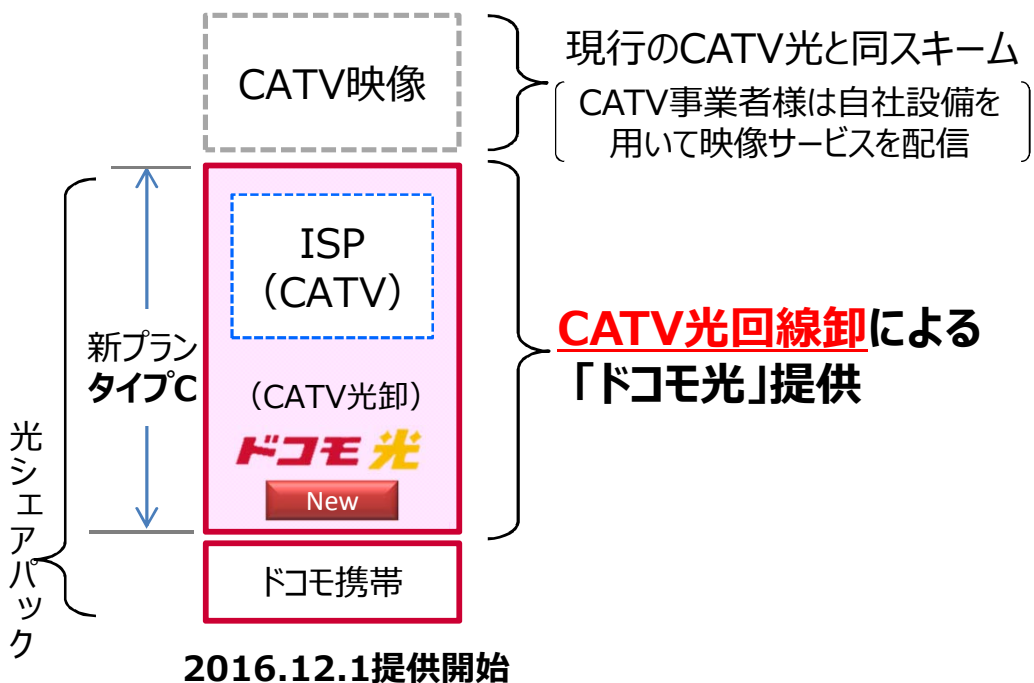 CATV映像
現行のCATV光と同スキーム
CATV事業者様は自社設備を
用いて映像サービスを配信
ISP
（CATV）
新プラン
タイプC
（CATV光卸）
ドコモ光
New
CATV光回線卸による
「ドコモ光」提供
光シェアパック
ドコモ携帯
2016.12.1提供開始